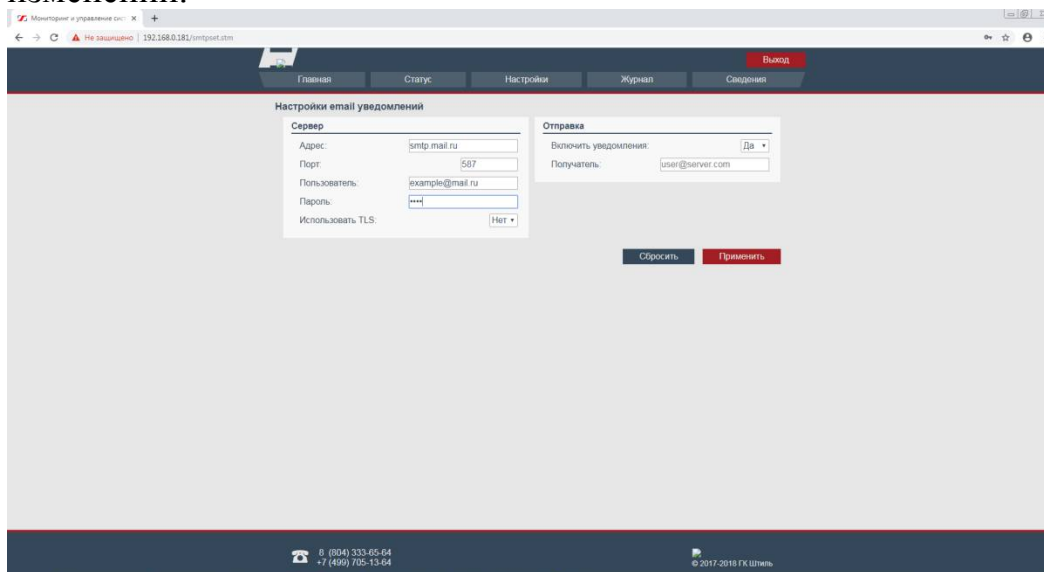 изменений.
Мониторинг и управление сис
Не защищено | 192.168.0.181/smtpset.stm
Выход
Главная Статус Настройки Журнал Сведения
Настройки email уведомлений
Сервер
Адрес: smtp.mail.ru
Порт: 587
Пользователь: example@mail.ru
Пароль: ••••
Использовать TLS: Нет
Отправка
Включить уведомления: Да
Получатель: user@server.com
Сбросить Применить
8 (804) 333-65-64
+7 (499) 705-13-64
© 2017-2018 ГК Штиль